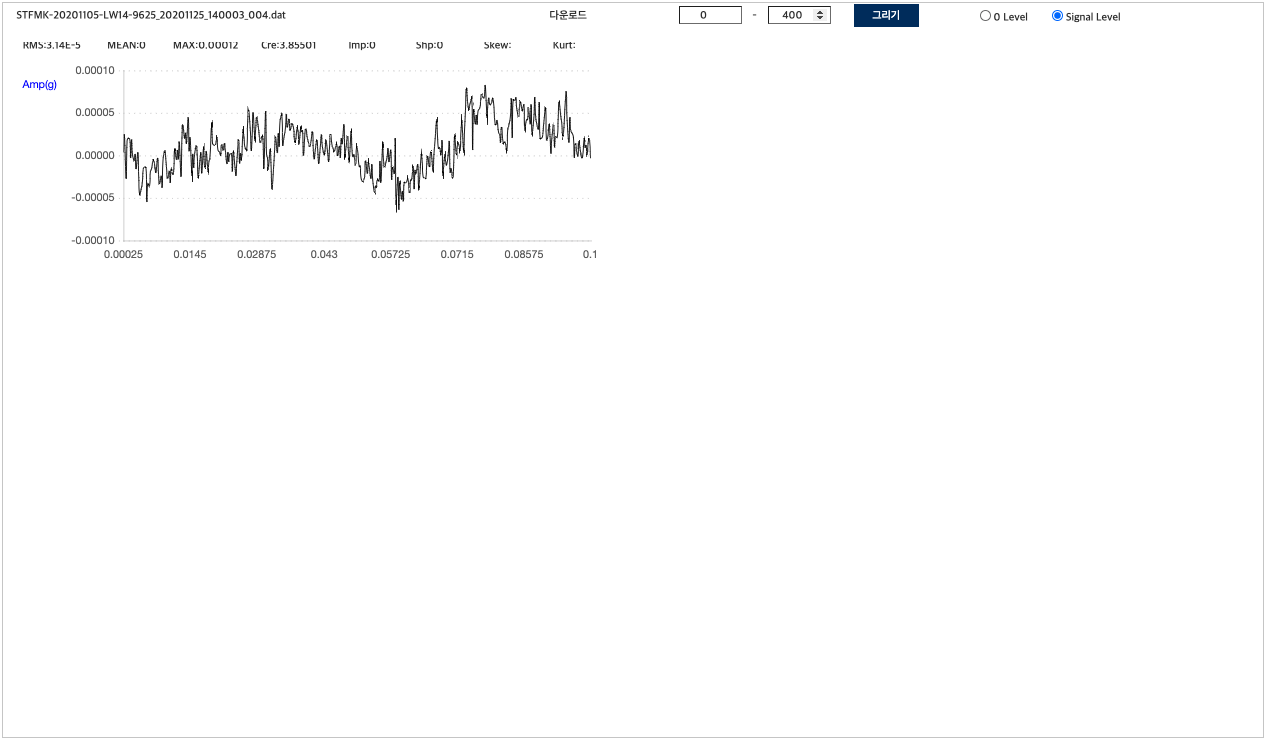 STFMK-20201105-LW14-9625_20201125_140003_004.dat 다운로드 0 - 400 그리기 0 Level Signal Level
RMS:3.14E-5 MEAN:0 MAX:0.00012 Cre:3.85501 Imp:0 Shp:0 Skew: Kurt:
0.00010
Amp(g)
0.00005
0.00000
-0.00005
-0.00010
0.00025 0.0145 0.02875 0.043 0.05725 0.0715 0.08575 0.1